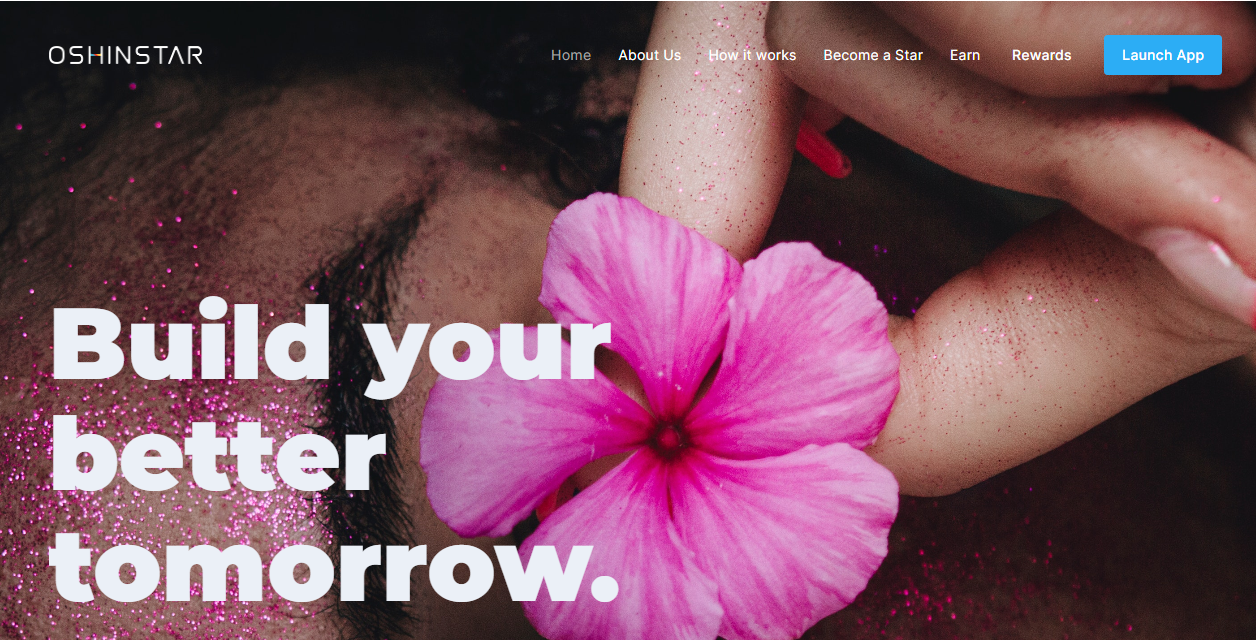 OSHINSTAR
Home About Us How it works Become a Star Earn Rewards Launch App
Build your
better
tomorrow.